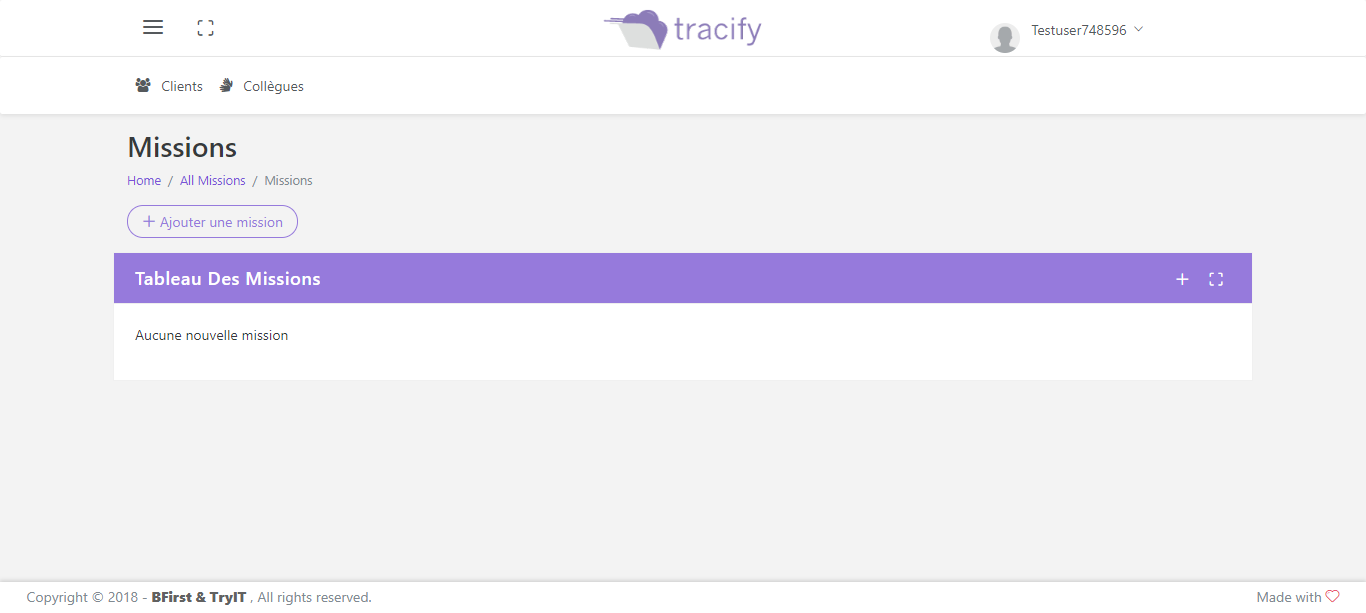 tracify
Testuser748596
Clients Collègues
Missions
Home / All Missions / Missions
+ Ajouter une mission
Tableau Des Missions
Aucune nouvelle mission
Copyright © 2018 - BFirst & TryIT , All rights reserved. Made with